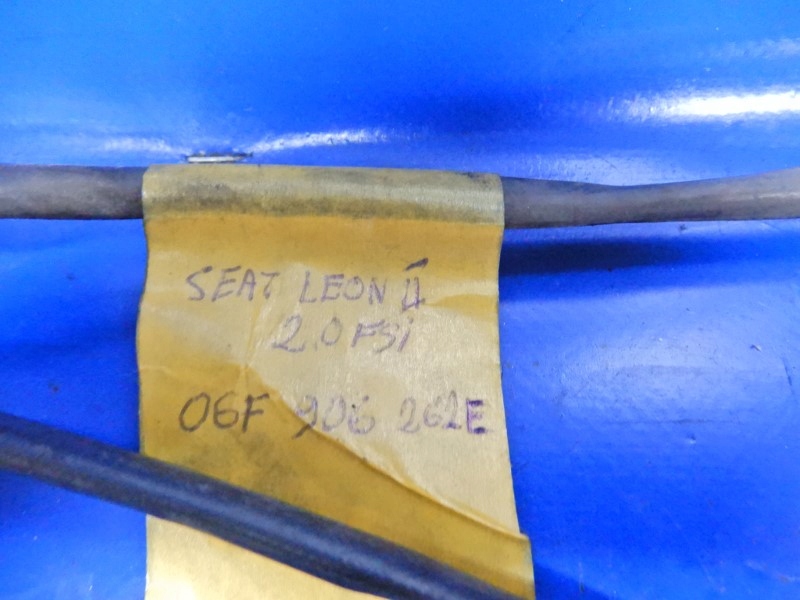 SEAT LEON II
2.0 FSi
06F 906 262E